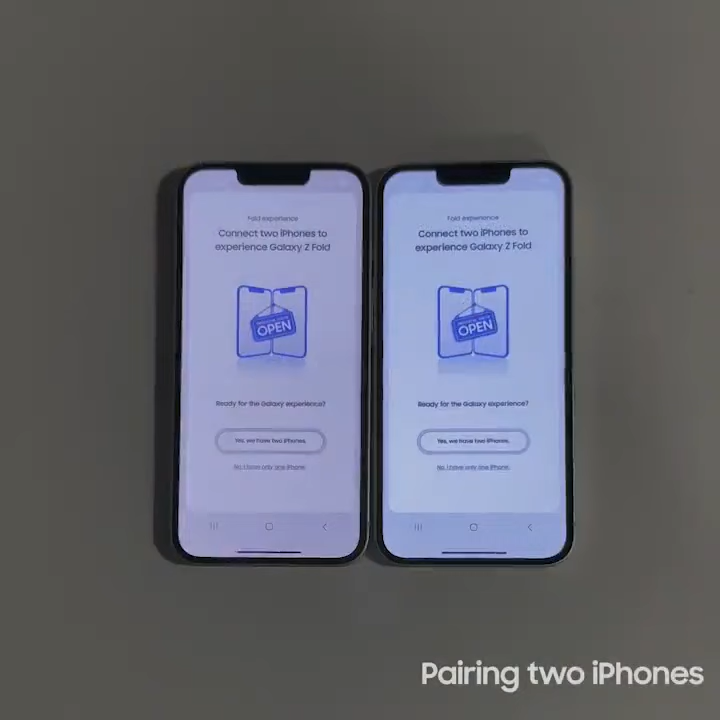 Fold experience
Connect two iPhones to
experience Galaxy Z Fold
OPEN
Ready for the Galaxy experience?
Yes, we have two iPhones.
No, I have only one iPhone.
Fold experience
Connect two iPhones to
experience Galaxy Z Fold
OPEN
Ready for the Galaxy experience?
Yes, we have two iPhones.
No, I have only one iPhone.
Pairing two iPhones